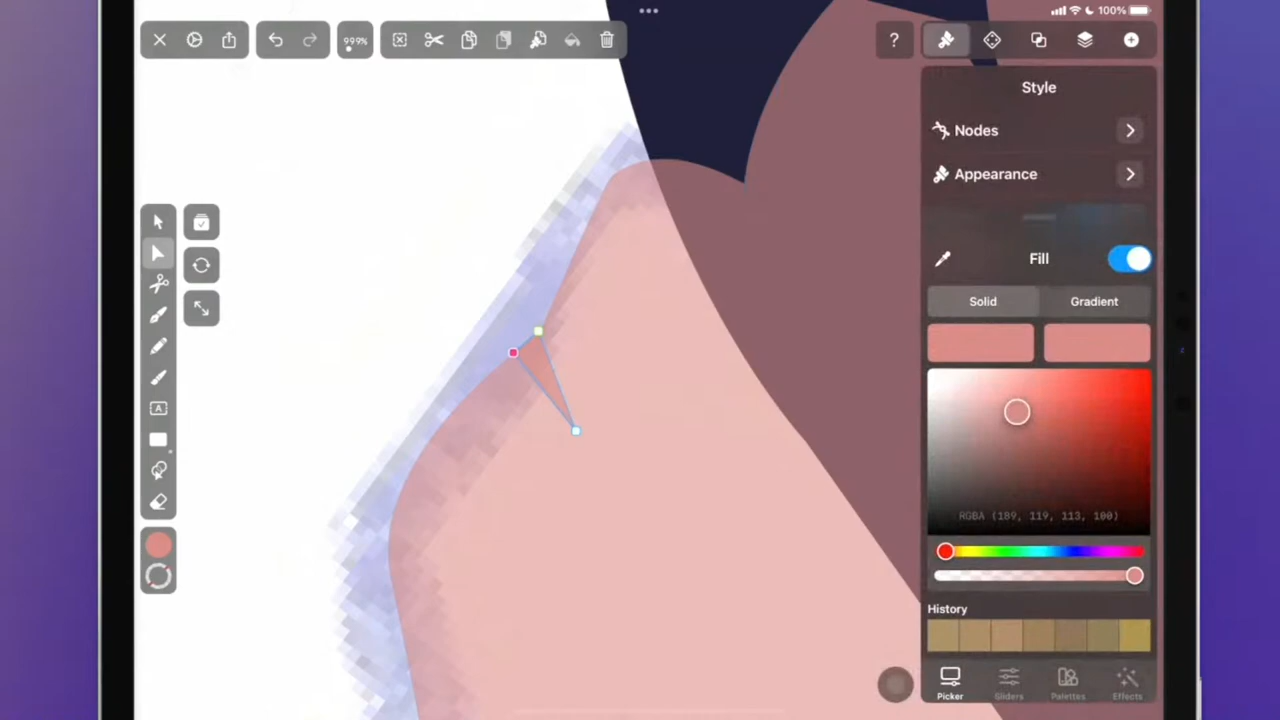 100%
999%
?
Style
Nodes
Appearance
Fill
Solid
Gradient
A
RGBA (189, 119, 113, 100)
History
Picker
Sliders
Palettes
Effects